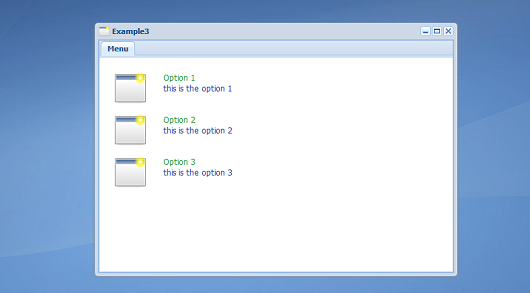 Example3
Menu
Option 1
this is the option 1
Option 2
this is the option 2
Option 3
this is the option 3